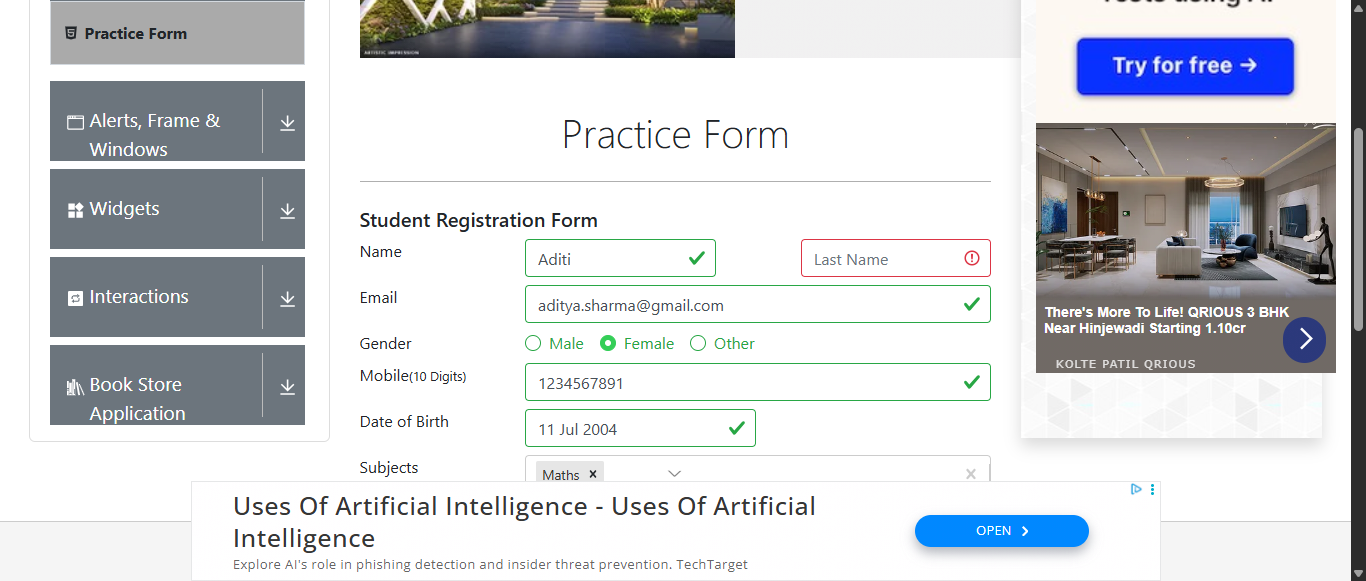 Practice Form
Alerts, Frame &
Windows
Widgets
Interactions
Book Store
Application
ARTISTIC IMPRESSION
Practice Form
Student Registration Form
Name
Aditi
Last Name
Email
aditya.sharma@gmail.com
Gender
Male
Female
Other
Mobile(10 Digits)
1234567891
Date of Birth
11 Jul 2004
Subjects
Maths
Try for free →
There's More To Life! QRIOUS 3 BHK
Near Hinjewadi Starting 1.10cr
KOLTE PATIL QRIOUS
Uses Of Artificial Intelligence - Uses Of Artificial
Intelligence
Explore AI's role in phishing detection and insider threat prevention. TechTarget
OPEN